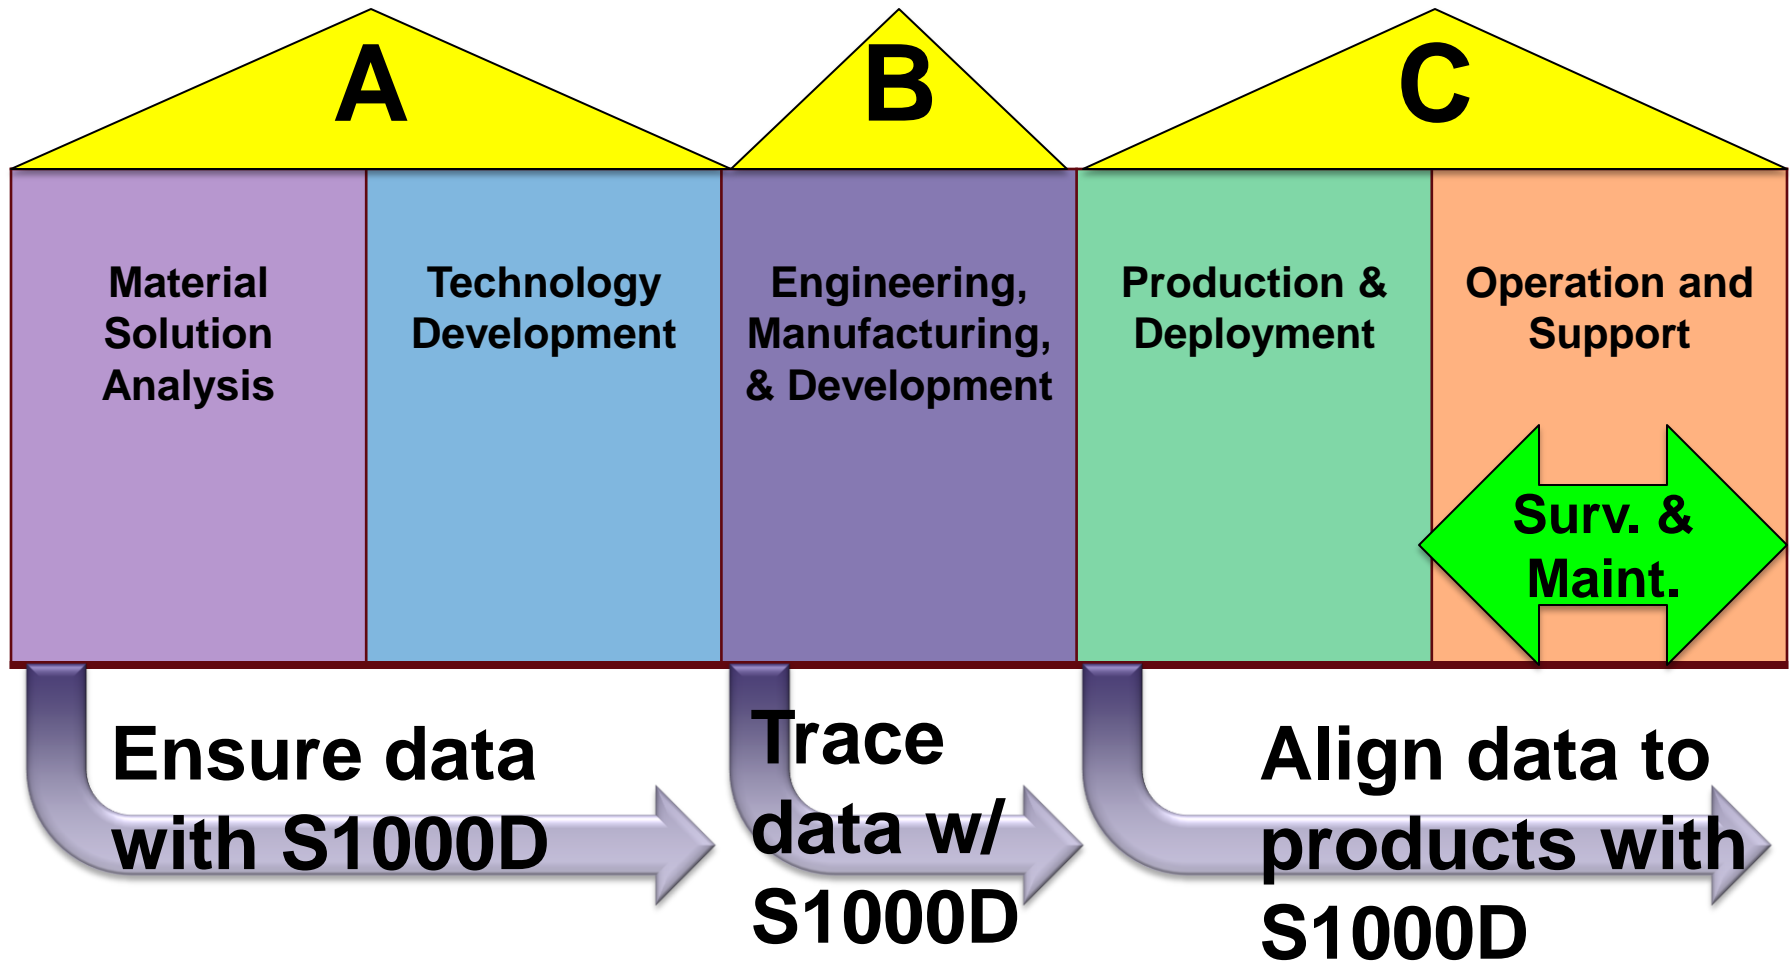 A
B
C
Material
Solution
Analysis
Technology
Development
Engineering,
Manufacturing,
& Development
Production &
Deployment
Operation and
Support
Surv. &
Maint.
Ensure data
with S1000D
Trace
data w/
S1000D
Align data to
products with
S1000D